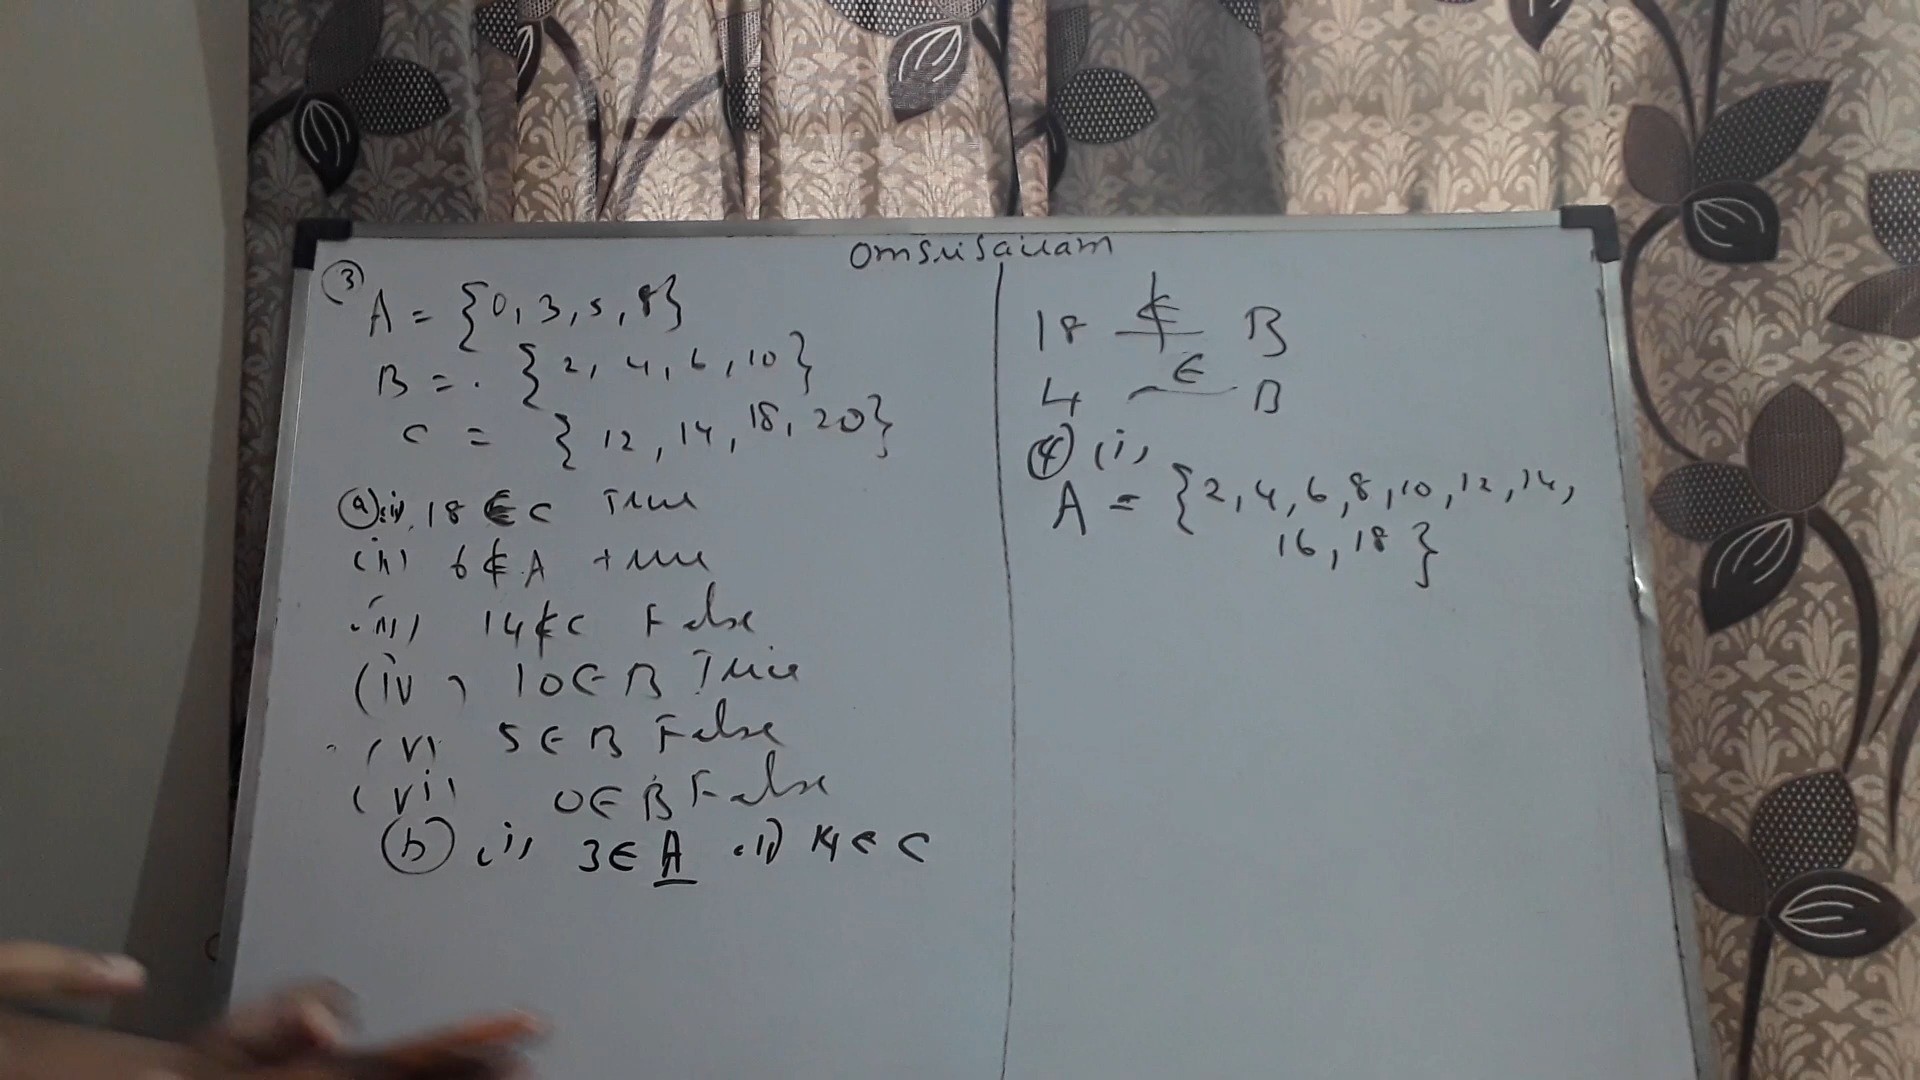 OmSriSairam
③
A = {0, 3, 5, 8}
B = . {2, 4, 6, 10}
C = {12, 14, 18, 20}
ⓐ (i) 18 ∈ C True
(ii) 6 ∉ A true
(iii) 14 ∉ C False
(iv) 10 ∈ B True
(v) 5 ∈ B False
(vi) 0 ∈ B False
ⓑ (i) 3 ∈ A (ii) 14 ∈ C
18 ∉ B
4 ∈ B
④ (i)
A = {2, 4, 6, 8, 10, 12, 14,
16, 18}